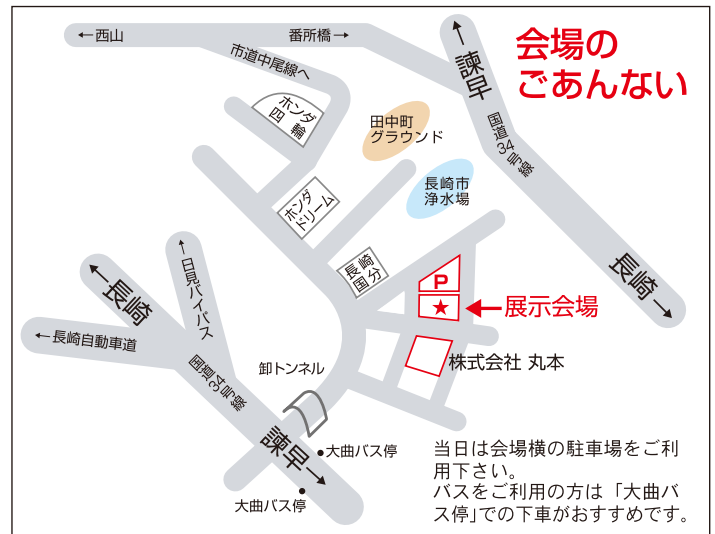 会場の
ごあんない
←西山
番所橋→
市道中尾線へ
諫早
国道34号線
長崎
ホンダ
四輪
田中町
グラウンド
長崎市
浄水場
ホンダ
ドリーム
長崎
国分
P
★
←展示会場
株式会社 丸本
←日見バイパス
長崎
←長崎自動車道
国道34号線
卸トンネル
諫早
大曲バス停
大曲バス停
当日は会場横の駐車場をご利
用下さい。
バスをご利用の方は「大曲バ
ス停」での下車がおすすめです。